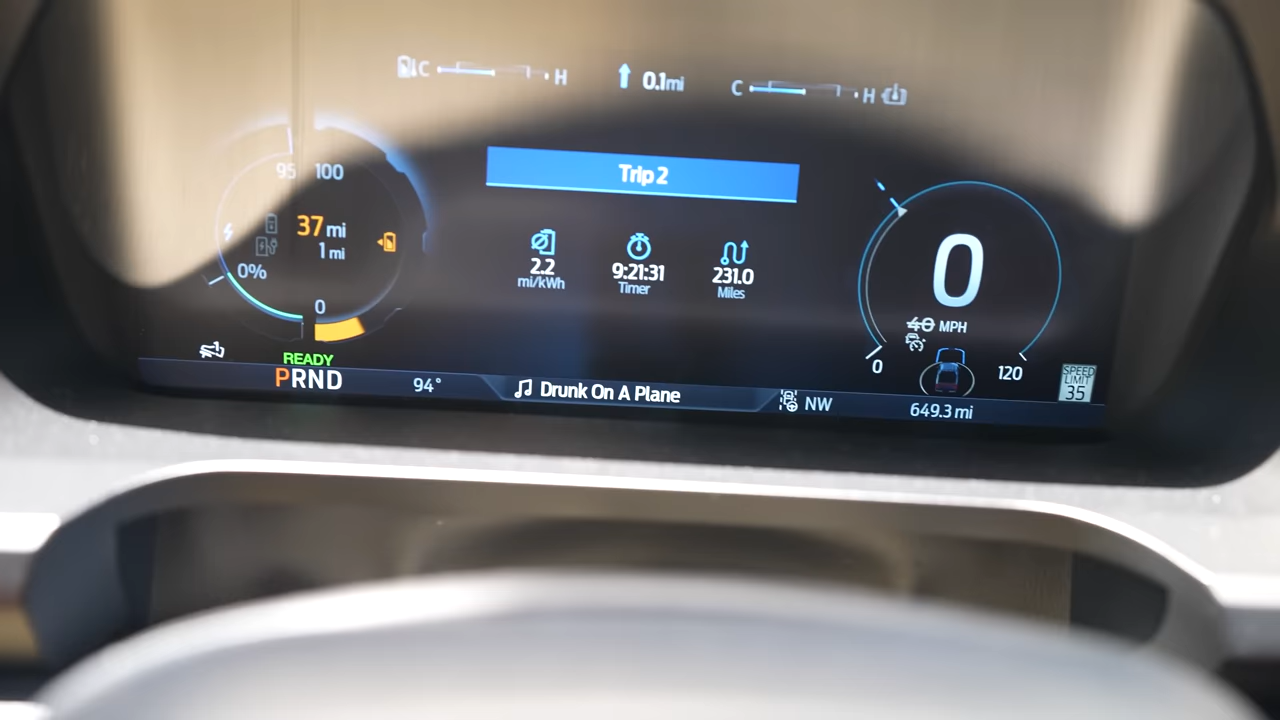 C H
0.1mi
C H
Trip 2
95 100
37 mi
1 mi
0%
0
2.2
mi/kWh
9:21:31
Timer
231.0
Miles
0
40 MPH
0
120
READY
PRND
94°
Drunk On A Plane
NW
649.3 mi
SPEED
LIMIT
35